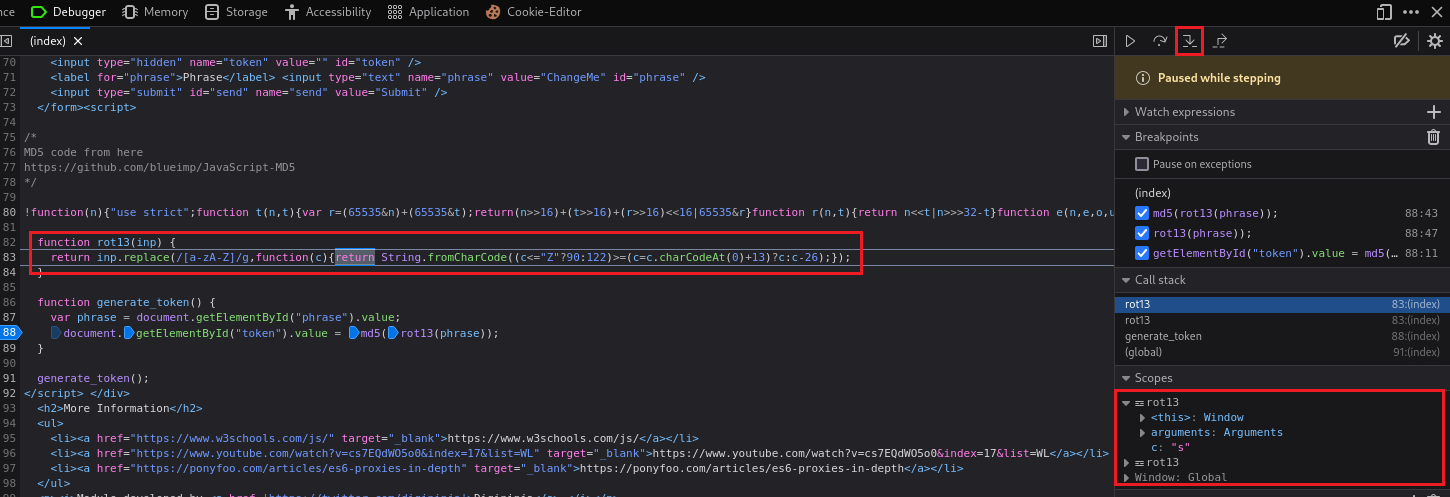 nce Debugger Memory Storage Accessibility Application Cookie-Editor
(index)
70 <input type="hidden" name="token" value="" id="token" />
71 <label for="phrase">Phrase</label> <input type="text" name="phrase" value="ChangeMe" id="phrase" />
72 <input type="submit" id="send" name="send" value="Submit" />
73 </form><script>
74
75 /*
76 MD5 code from here
77 https://github.com/blueimp/JavaScript-MD5
78 */
79
80 !function(n){"use strict";function t(n,t){var r=(65535&n)+(65535&t);return(n>>16)+(t>>16)+(r>>16)<<16|65535&r}function r(n,t){return n<<t|n>>>32-t}function e(n,e,o,u
81
82 function rot13(inp) {
83 return inp.replace(/[a-zA-Z]/g,function(c){return String.fromCharCode((c<="Z"?90:122)>=(c=c.charCodeAt(0)+13)?c:c-26);});
84 }
85
86 function generate_token() {
87 var phrase = document.getElementById("phrase").value;
88 document.getElementById("token").value = md5(rot13(phrase));
89 }
90
91 generate_token();
92 </script> </div>
93 <h2>More Information</h2>
94 <ul>
95 <li><a href="https://www.w3schools.com/js/" target="_blank">https://www.w3schools.com/js/</a></li>
96 <li><a href="https://www.youtube.com/watch?v=cs7EQdWO5o0&index=17&list=WL" target="_blank">https://www.youtube.com/watch?v=cs7EQdWO5o0&index=17&list=WL</a></li>
97 <li><a href="https://ponyfoo.com/articles/es6-proxies-in-depth" target="_blank">https://ponyfoo.com/articles/es6-proxies-in-depth</a></li>
98 </ul>
Paused while stepping
Watch expressions
Breakpoints
Pause on exceptions
(index)
md5(rot13(phrase)); 88:43
rot13(phrase)); 88:47
getElementById("token").value = md5(… 88:11
Call stack
rot13 83:(index)
rot13 83:(index)
generate_token 88:(index)
(global) 91:(index)
Scopes
rot13
<this>: Window
arguments: Arguments
c: "s"
rot13
Window: Global